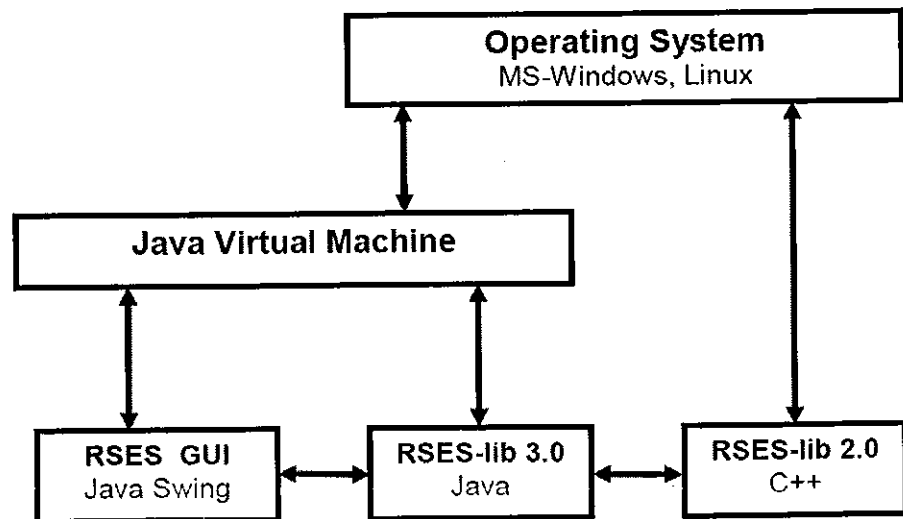 Operating System
MS-Windows, Linux
Java Virtual Machine
RSES GUI
Java Swing
RSES-lib 3.0
Java
RSES-lib 2.0
C++